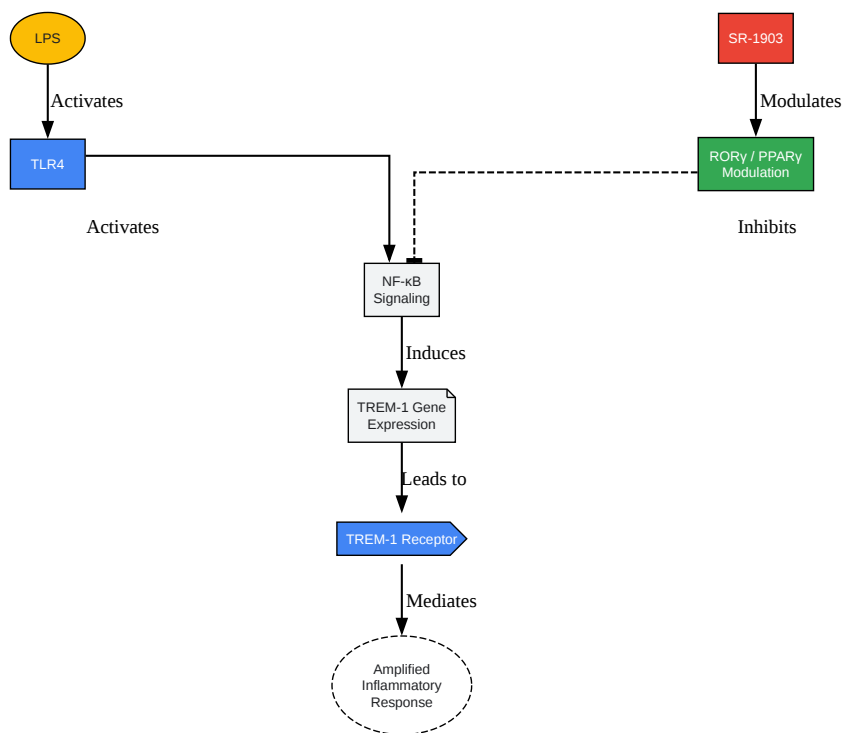 LPS
SR-1903
Activates
Modulates
TLR4
RORγ / PPARγ
Modulation
Activates
Inhibits
NF-κB
Signaling
Induces
TREM-1 Gene
Expression
Leads to
TREM-1 Receptor
Mediates
Amplified
Inflammatory
Response